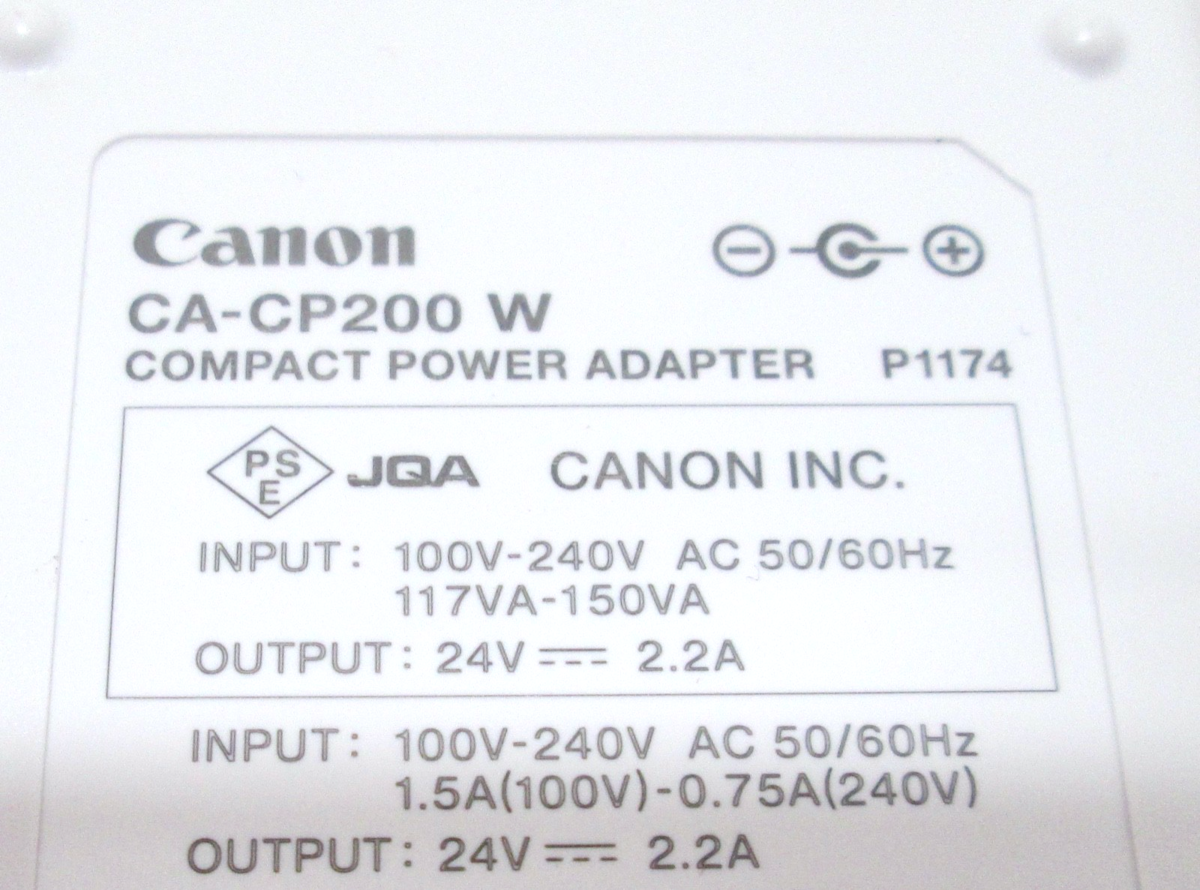 Canon
CA-CP200 W
COMPACT POWER ADAPTER P1174
PSE JQA CANON INC.
INPUT: 100V-240V AC 50/60Hz
117VA-150VA
OUTPUT: 24V⎓ 2.2A
INPUT: 100V-240V AC 50/60Hz
1.5A(100V)-0.75A(240V)
OUTPUT: 24V⎓ 2.2A